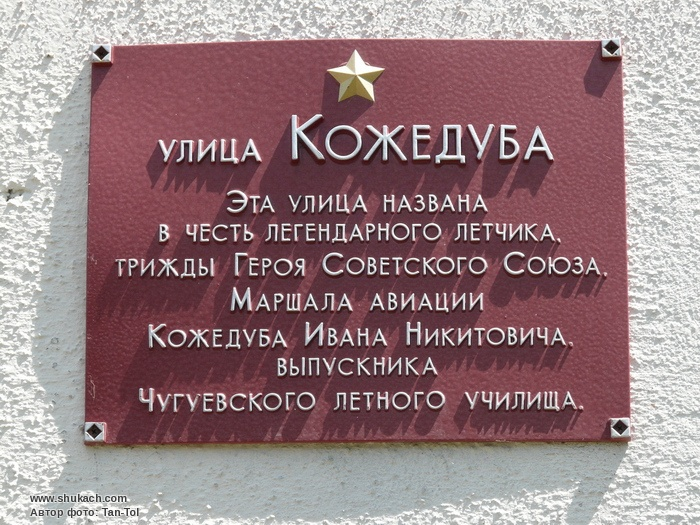 улица Кожедуба
Эта улица названа
в честь легендарного летчика,
трижды Героя Советского Союза,
Маршала авиации
Кожедуба Ивана Никитовича,
выпускника
Чугуевского летного училища.
www.shukach.com
Автор фото: Tan-Tol